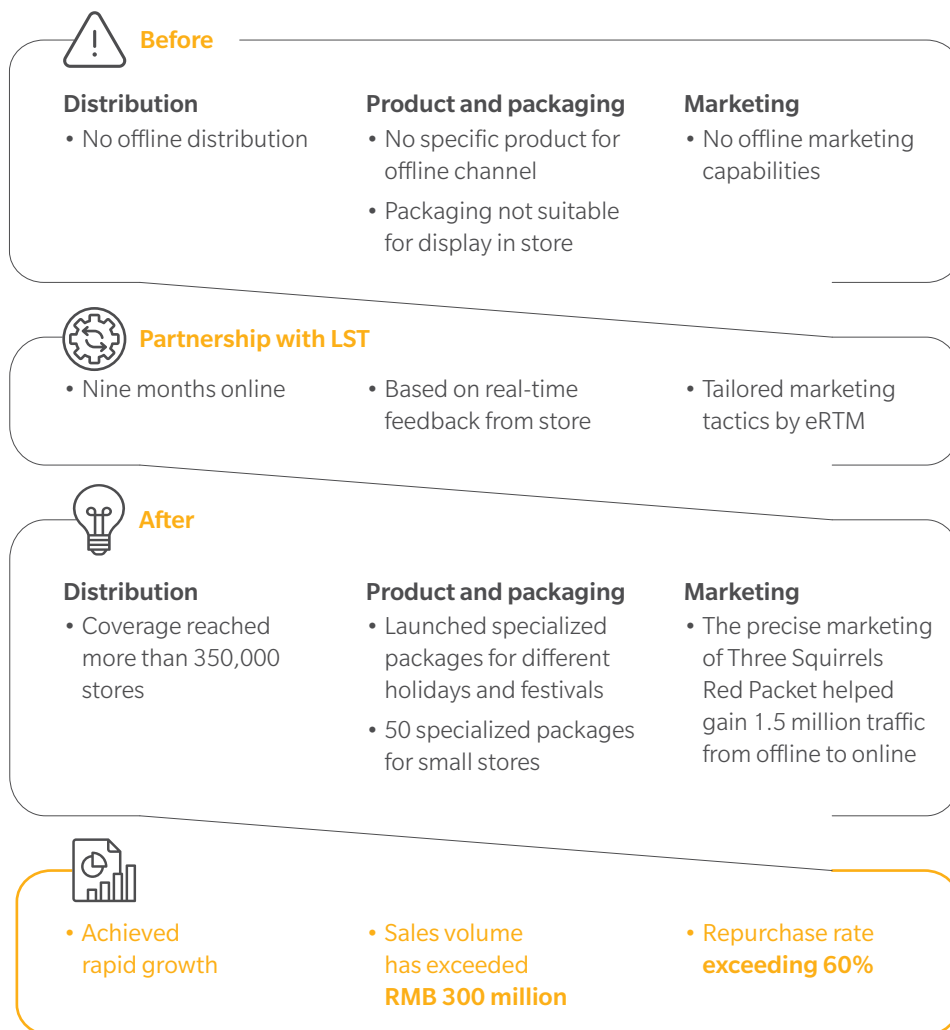 Before
Distribution
• No offline distribution
Product and packaging
• No specific product for
offline channel
• Packaging not suitable
for display in store
Marketing
• No offline marketing
capabilities
Partnership with LST
• Nine months online
• Based on real-time
feedback from store
• Tailored marketing
tactics by eRTM
After
Distribution
• Coverage reached
more than 350,000
stores
Product and packaging
• Launched specialized
packages for different
holidays and festivals
• 50 specialized packages
for small stores
Marketing
• The precise marketing
of Three Squirrels
Red Packet helped
gain 1.5 million traffic
from offline to online
• Achieved
rapid growth
• Sales volume
has exceeded
RMB 300 million
• Repurchase rate
exceeding 60%